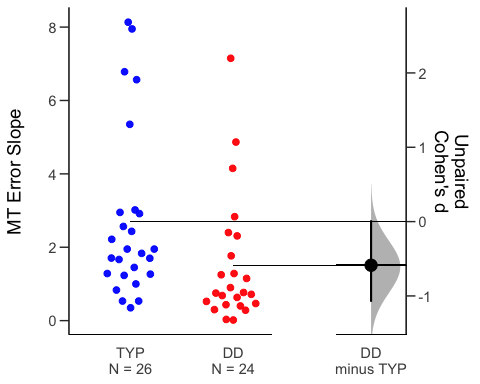 MT Error Slope
8
6
4
2
0
2
1
0
-1
Unpaired
Cohen's d
TYP
N = 26
DD
N = 24
DD
minus TYP